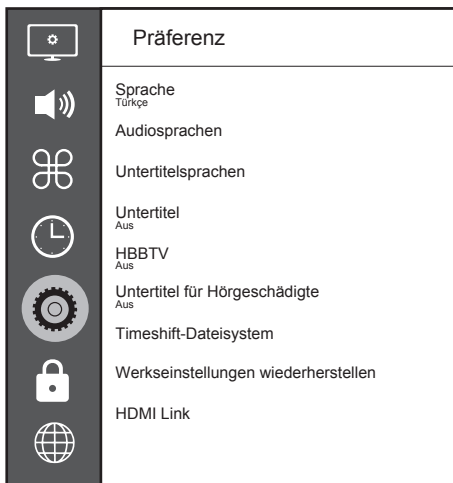 Präferenz
Sprache
Türkçe
Audiosprachen
Untertitelsprachen
Untertitel
Aus
HBBTV
Aus
Untertitel für Hörgeschädigte
Aus
Timeshift-Dateisystem
Werkseinstellungen wiederherstellen
HDMI Link